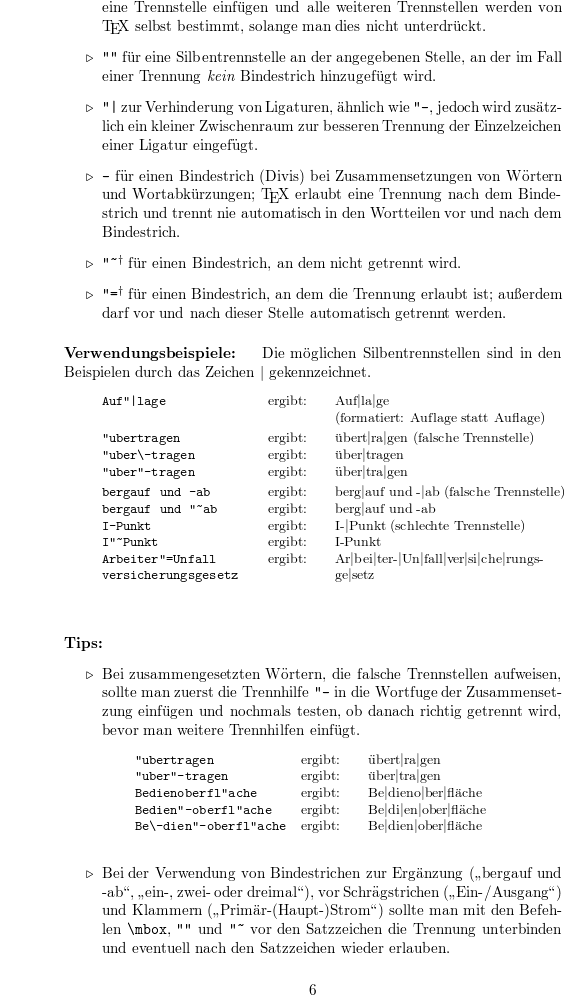 eine Trennstelle einfügen und alle weiteren Trennstellen werden von
TEX selbst bestimmt, solange man dies nicht unterdrückt.
▷ "" für eine Silbentrennstelle an der angegebenen Stelle, an der im Fall
einer Trennung kein Bindestrich hinzugefügt wird.
▷ "| zur Verhinderung von Ligaturen, ähnlich wie "-, jedoch wird zusätz-
lich ein kleiner Zwischenraum zur besseren Trennung der Einzelzeichen
einer Ligatur eingefügt.
▷ - für einen Bindestrich (Divis) bei Zusammensetzungen von Wörtern
und Wortabkürzungen; TEX erlaubt eine Trennung nach dem Binde-
strich und trennt nie automatisch in den Wortteilen vor und nach dem
Bindestrich.
▷ "~† für einen Bindestrich, an dem nicht getrennt wird.
▷ "=† für einen Bindestrich, an dem die Trennung erlaubt ist; außerdem
darf vor und nach dieser Stelle automatisch getrennt werden.
Verwendungsbeispiele: Die möglichen Silbentrennstellen sind in den
Beispielen durch das Zeichen | gekennzeichnet.
Auf"|lage ergibt: Auf|la|ge
(formatiert: Auflage statt Auflage)
"ubertragen ergibt: übert|ra|gen (falsche Trennstelle)
"uber\-tragen ergibt: über|tragen
"uber"-tragen ergibt: über|tra|gen
bergauf und -ab ergibt: berg|auf und -|ab (falsche Trennstelle)
bergauf und "~ab ergibt: berg|auf und -ab
I-Punkt ergibt: I-|Punkt (schlechte Trennstelle)
I"~Punkt ergibt: I-Punkt
Arbeiter"=Unfall ergibt: Ar|bei|ter-|Un|fall|ver|si|che|rungs-
versicherungsgesetz ge|setz
Tips:
▷ Bei zusammengesetzten Wörtern, die falsche Trennstellen aufweisen,
sollte man zuerst die Trennhilfe "- in die Wortfuge der Zusammenset-
zung einfügen und nochmals testen, ob danach richtig getrennt wird,
bevor man weitere Trennhilfen einfügt.
"ubertragen ergibt: übert|ra|gen
"uber"-tragen ergibt: über|tra|gen
Bedienoberfl"ache ergibt: Be|dieno|ber|fläche
Bedien"-oberfl"ache ergibt: Be|di|en|ober|fläche
Be\-dien"-oberfl"ache ergibt: Be|dien|ober|fläche
▷ Bei der Verwendung von Bindestrichen zur Ergänzung („bergauf und
-ab“, „ein-, zwei- oder dreimal“), vor Schrägstrichen („Ein-/Ausgang“)
und Klammern („Primär-(Haupt-)Strom“) sollte man mit den Befeh-
len \mbox, "" und "~ vor den Satzzeichen die Trennung unterbinden
und eventuell nach den Satzzeichen wieder erlauben.
6